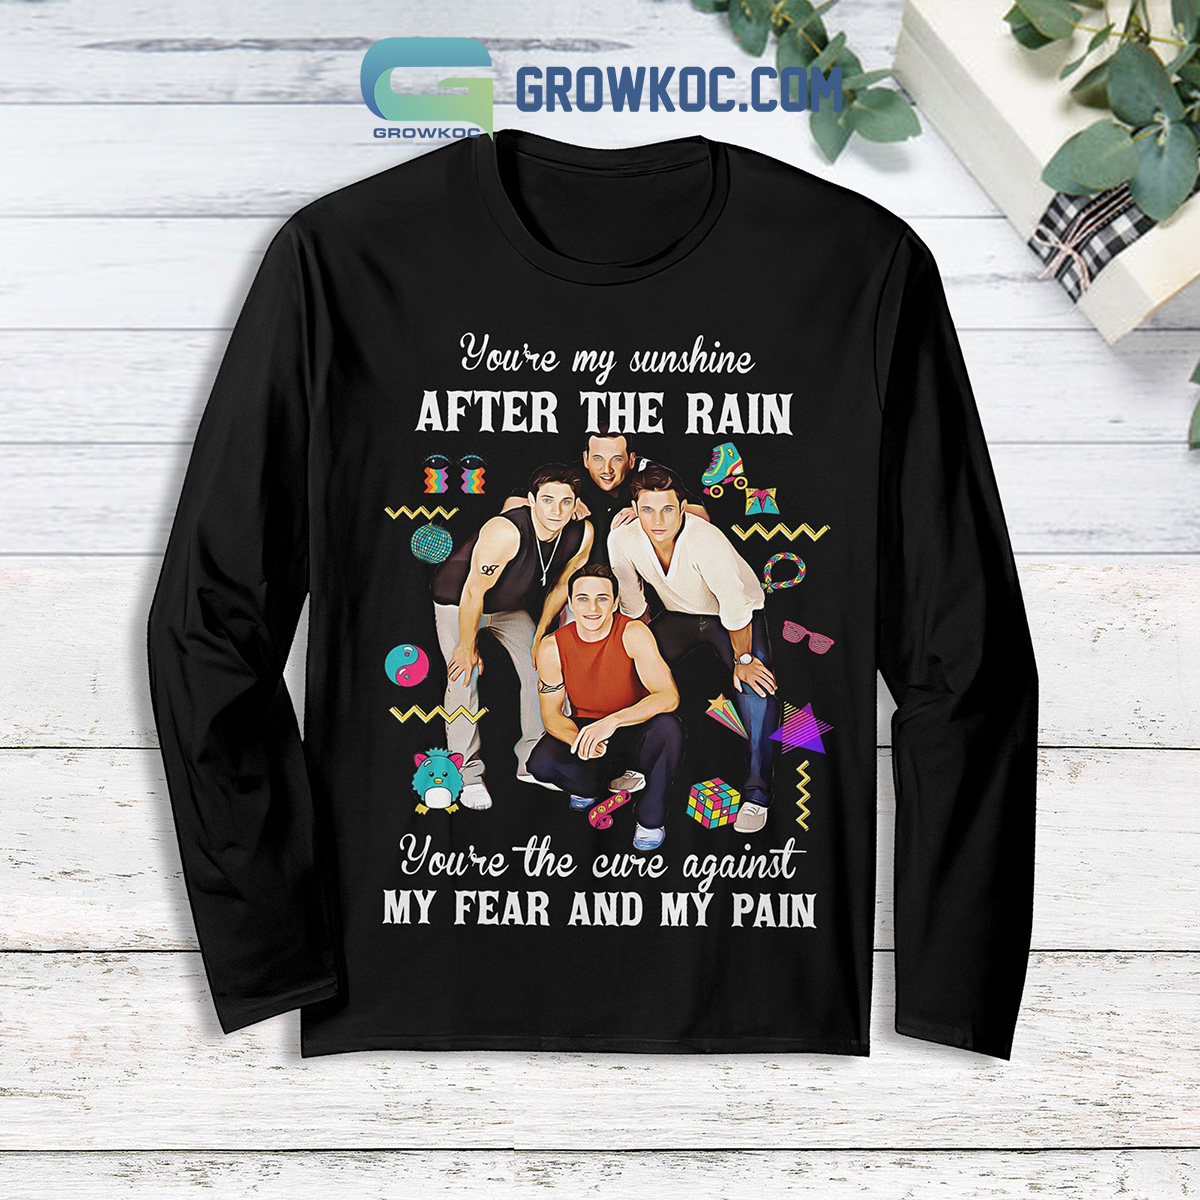 GROWKOC
GROWKOC.COM
You're my sunshine
AFTER THE RAIN
98°
You're the cure against
MY FEAR AND MY PAIN